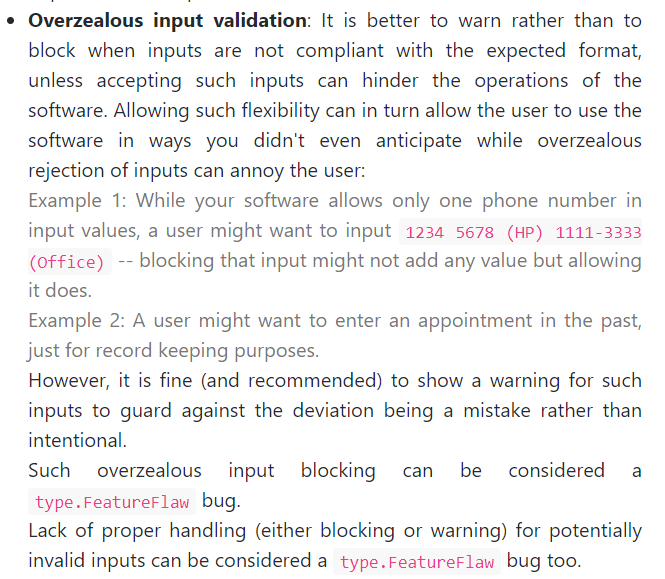 • Overzealous input validation: It is better to warn rather than to
block when inputs are not compliant with the expected format,
unless accepting such inputs can hinder the operations of the
software. Allowing such flexibility can in turn allow the user to use the
software in ways you didn't even anticipate while overzealous
rejection of inputs can annoy the user:
Example 1: While your software allows only one phone number in
input values, a user might want to input 1234 5678 (HP) 1111-3333
(Office) -- blocking that input might not add any value but allowing
it does.
Example 2: A user might want to enter an appointment in the past,
just for record keeping purposes.
However, it is fine (and recommended) to show a warning for such
inputs to guard against the deviation being a mistake rather than
intentional.
Such overzealous input blocking can be considered a
type.FeatureFlaw bug.
Lack of proper handling (either blocking or warning) for potentially
invalid inputs can be considered a type.FeatureFlaw bug too.